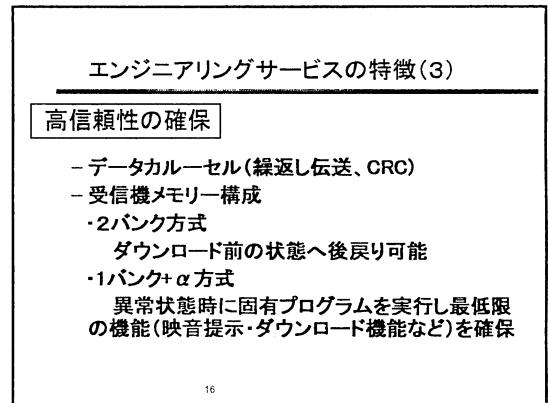 エンジニアリングサービスの特徴(3)
高信頼性の確保
– データカルーセル(繰返し伝送、CRC)
– 受信機メモリー構成
・2バンク方式
ダウンロード前の状態へ後戻り可能
・1バンク+α方式
異常状態時に固有プログラムを実行し最低限
の機能(映音提示・ダウンロード機能など)を確保
16